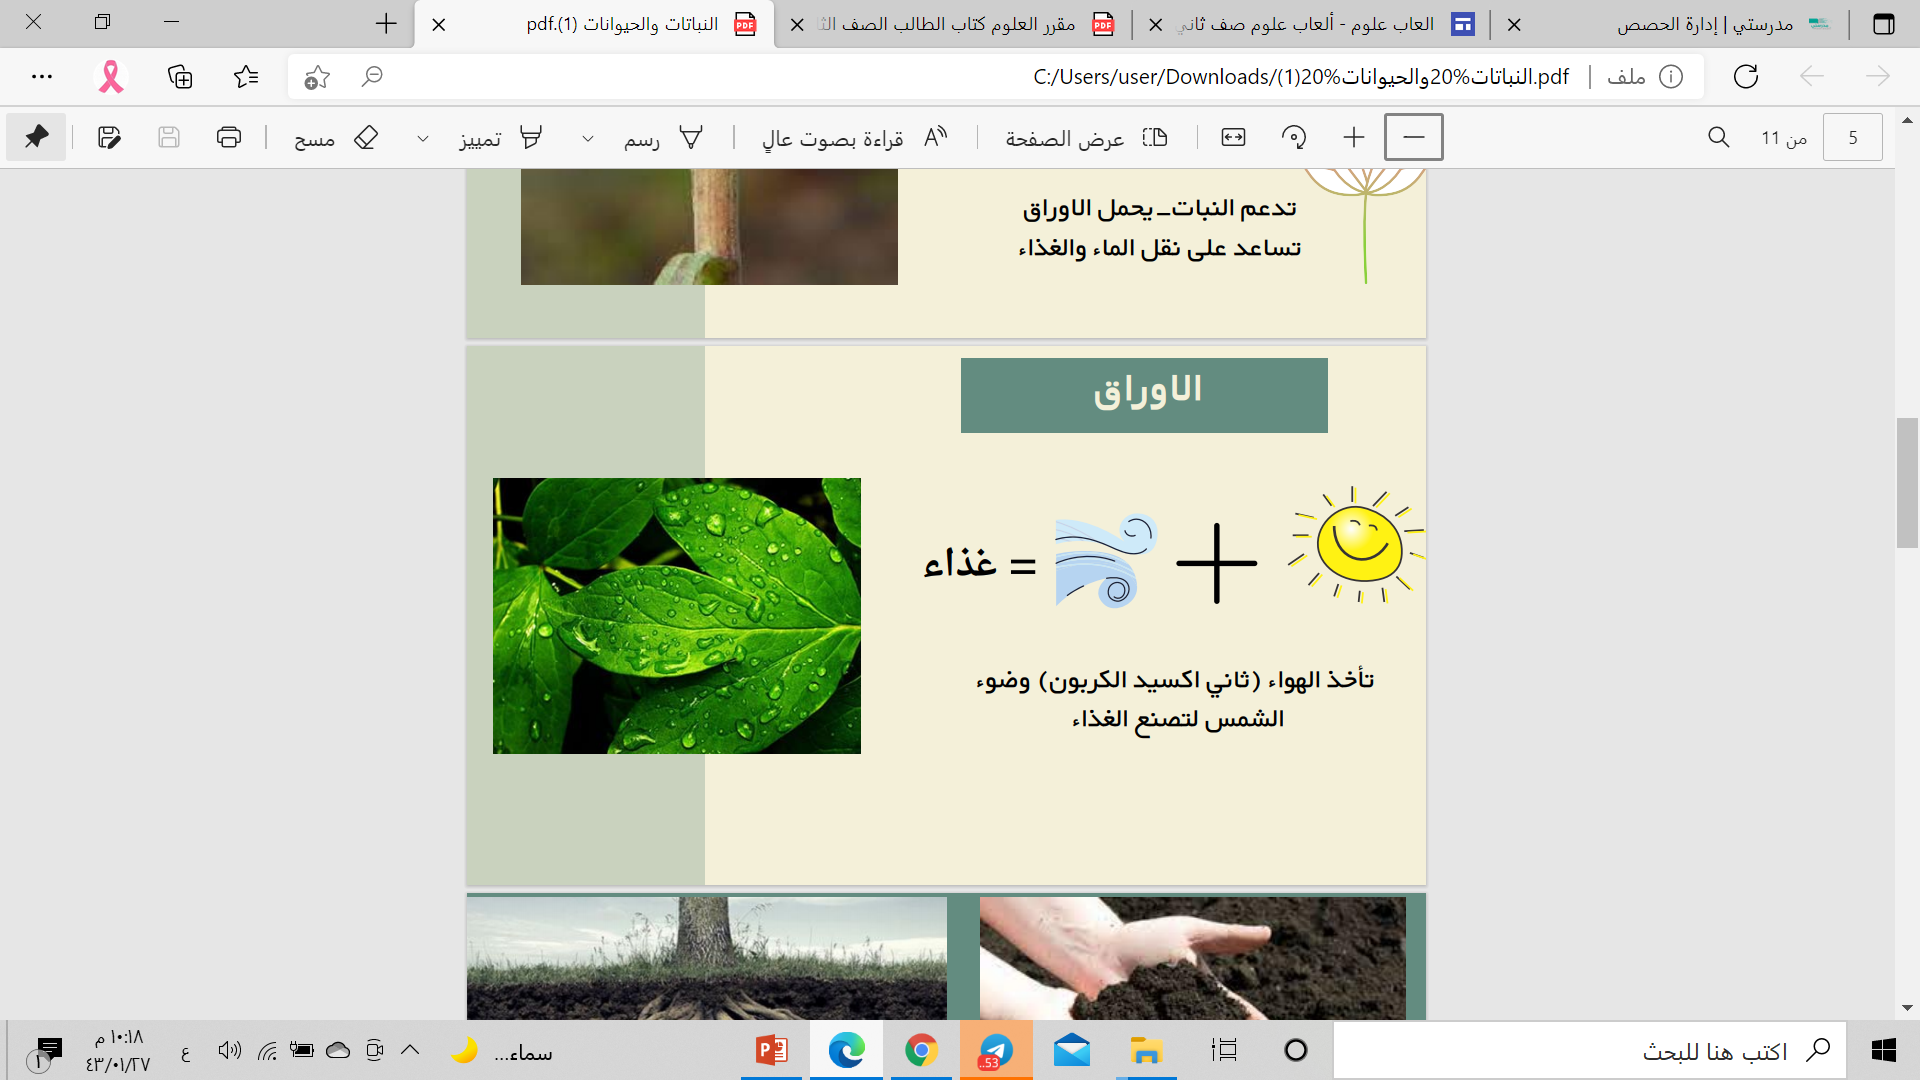 مدرستي | إدارة الحصص
العاب علوم - ألعاب علوم صف ثاني
مقرر العلوم كتاب الطالب الصف
النباتات والحيوانات (1).pdf
ملف
C:/Users/user/Downloads/النباتات%20والحيوانات%20(1).pdf
5
من 11
عرض الصفحة
قراءة بصوت عالٍ
رسم
تمييز
مسح
تدعم النبات_ يحمل الاوراق
تساعد على نقل الماء والغذاء
الاوراق
+
= غذاء
تأخذ الهواء (ثاني اكسيد الكربون) وضوء
الشمس لتصنع الغذاء
اكتب هنا للبحث
53..
سماء...
ع
١٠:١٨ م
٤٣/٠١/٢٧
١